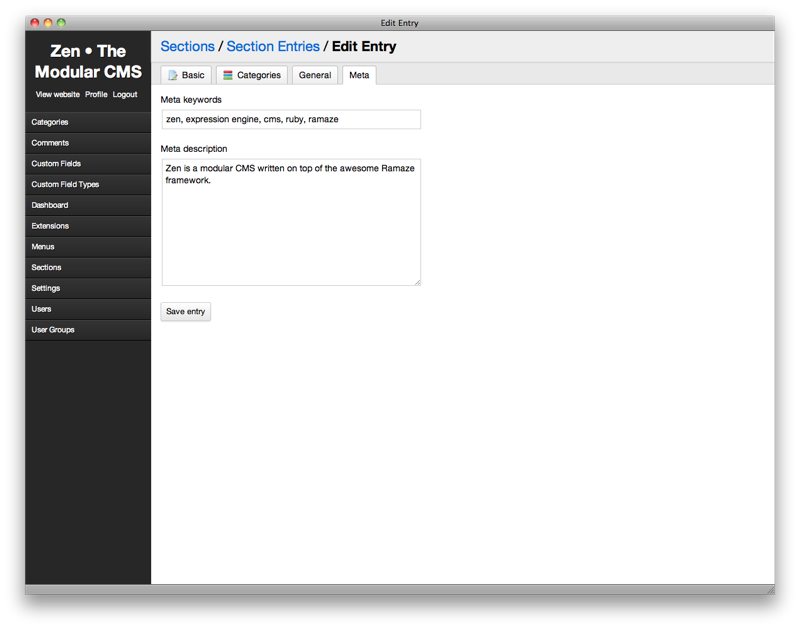 Edit Entry
Zen • The
Modular CMS
View website Profile Logout
Categories
Comments
Custom Fields
Custom Field Types
Dashboard
Extensions
Menus
Sections
Settings
Users
User Groups
Sections / Section Entries / Edit Entry
Basic Categories General Meta
Meta keywords
zen, expression engine, cms, ruby, ramaze
Meta description
Zen is a modular CMS written on top of the awesome Ramaze
framework.
Save entry